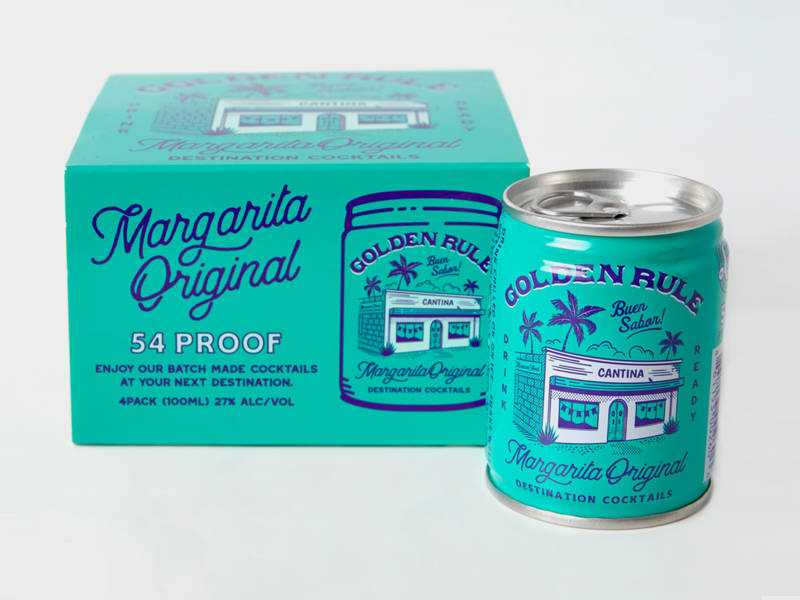 GOLDEN RULE
CANTINA
Margarita Original
DESTINATION COCKTAILS
Margarita
Original
54 PROOF
ENJOY OUR BATCH MADE COCKTAILS
AT YOUR NEXT DESTINATION.
4PACK (100ML) 27% ALC/VOL
GOLDEN RULE
Buen
Sabor!
CANTINA
Margarita Original
DESTINATION COCKTAILS
GOLDEN RULE
Buen
Sabor!
DRINK
READY
CANTINA
Margarita Original
DESTINATION COCKTAILS